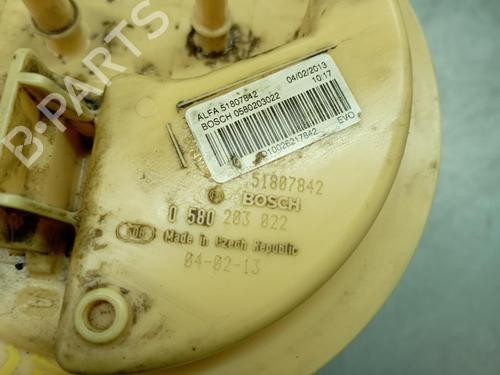 B-PARTS
ALFA 51807842
04/02/2013
BOSCH 0580203022
10:17
EVO
51807842
BOSCH
0 580 203 022
Made in Czech Republic
04-02-13